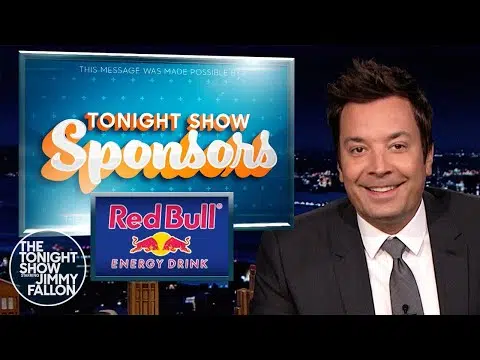 THIS MESSAGE WAS MADE POSSIBLE BY
TONIGHT SHOW
Sponsors
Red Bull®
ENERGY DRINK
THE
TONIGHT
SHOW
STARRING
JIMMY
FALLON